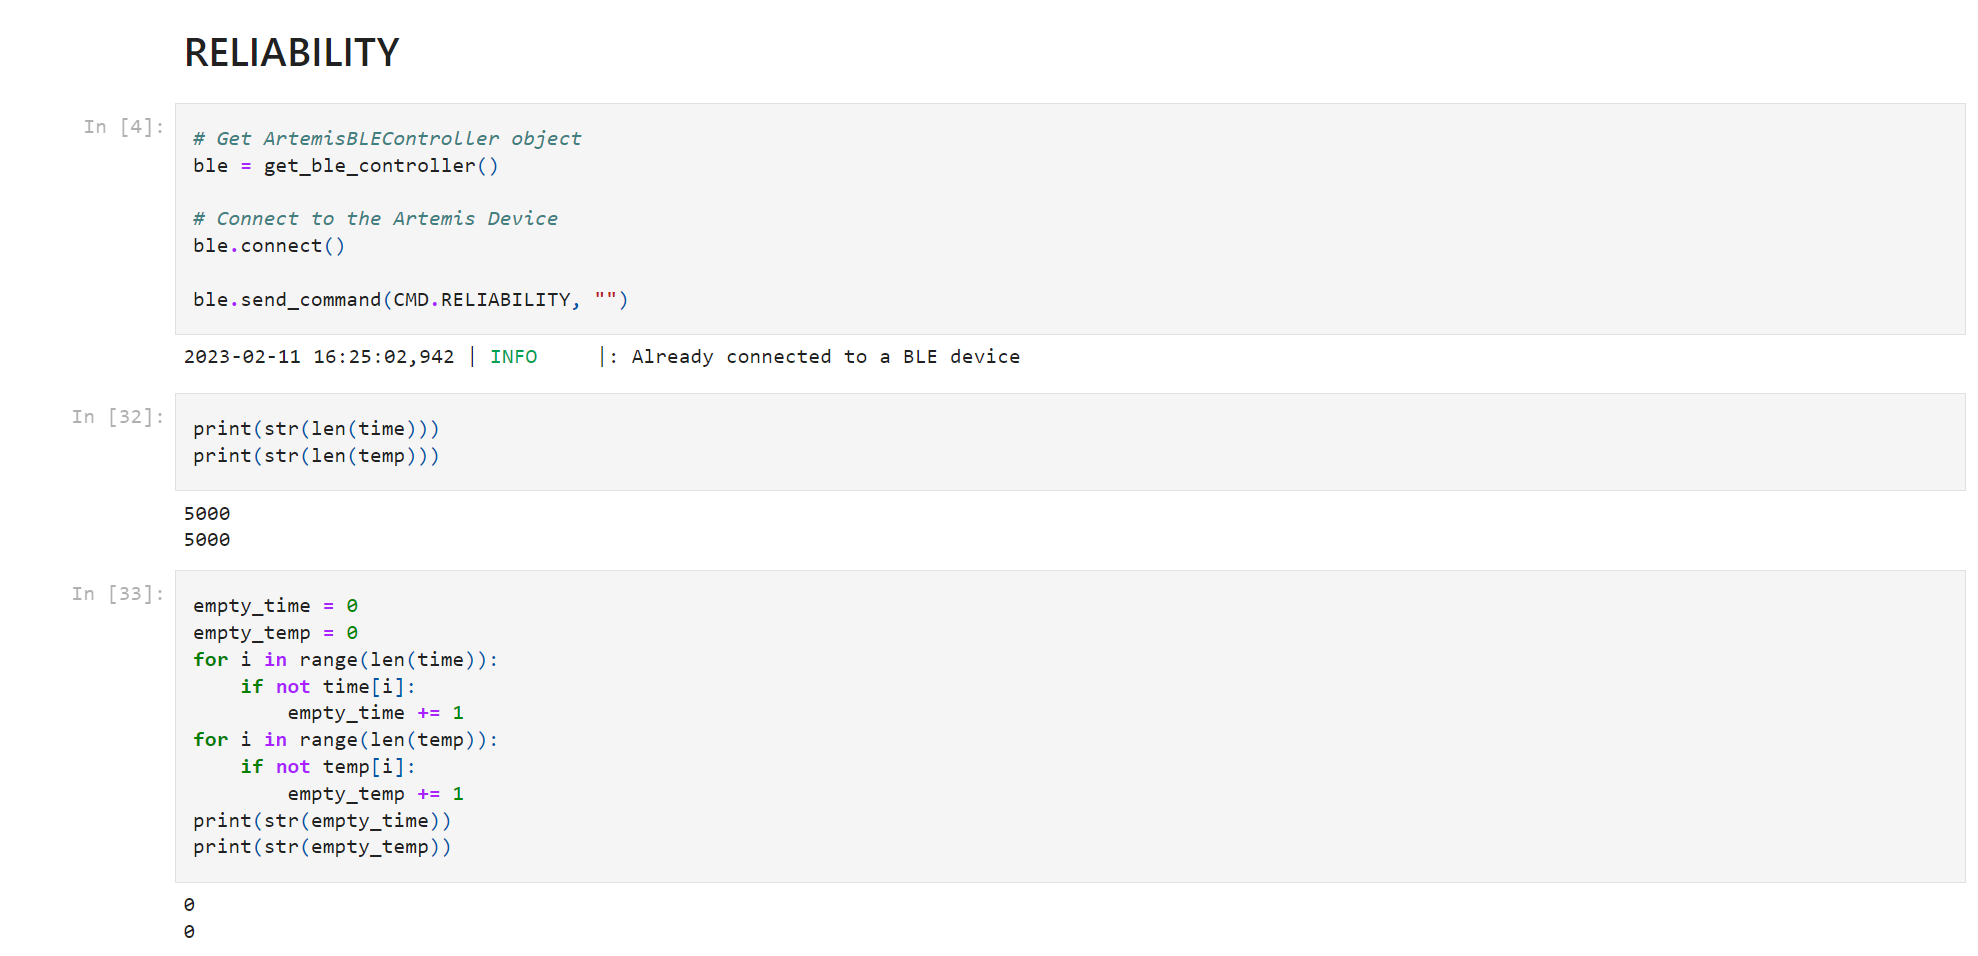 RELIABILITY
In [4]:
# Get ArtemisBLEController object
ble = get_ble_controller()
# Connect to the Artemis Device
ble.connect()
ble.send_command(CMD.RELIABILITY, "")
2023-02-11 16:25:02,942 | INFO     |: Already connected to a BLE device
In [32]:
print(str(len(time)))
print(str(len(temp)))
5000
5000
In [33]:
empty_time = 0
empty_temp = 0
for i in range(len(time)):
    if not time[i]:
        empty_time += 1
for i in range(len(temp)):
    if not temp[i]:
        empty_temp += 1
print(str(empty_time))
print(str(empty_temp))
0
0